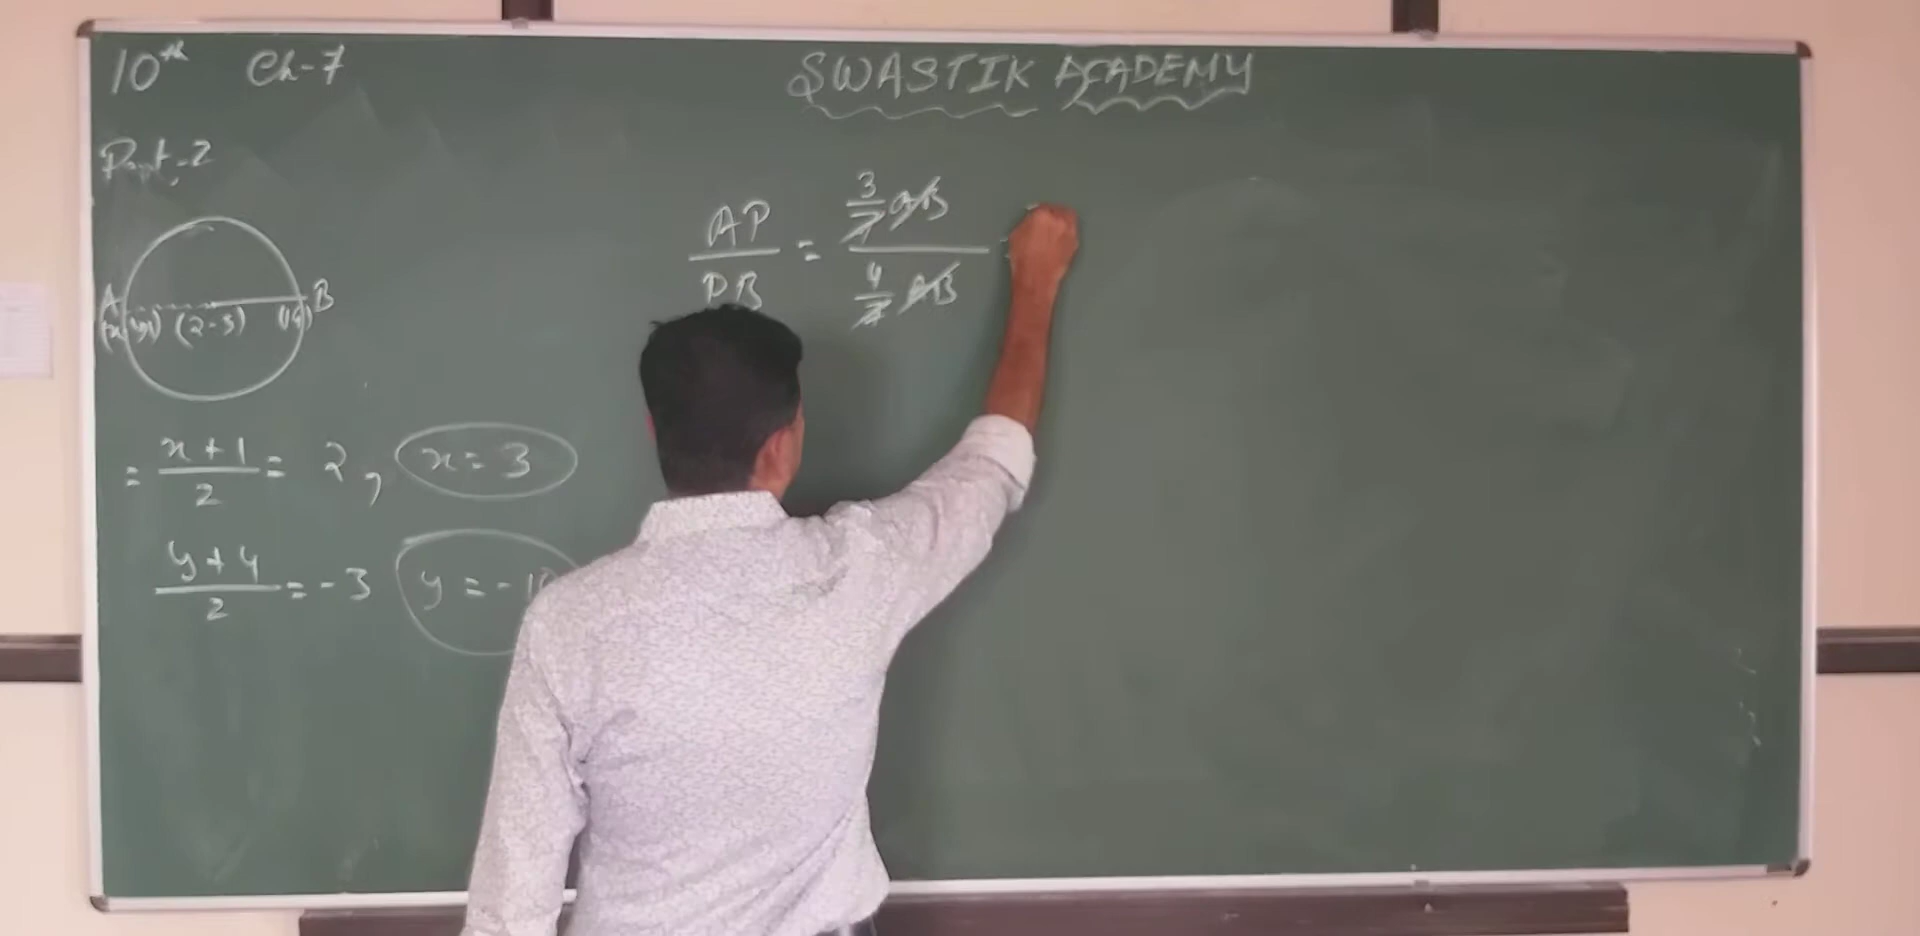 10th Ch-7
SWASTIK ACADEMY
Part-2
A B
(2-3) (1,4)
= x+1/2 = 2, x = 3
y+4/2 = -3 y = -10
AP/PB = 3/7 AB / 4/7 AB